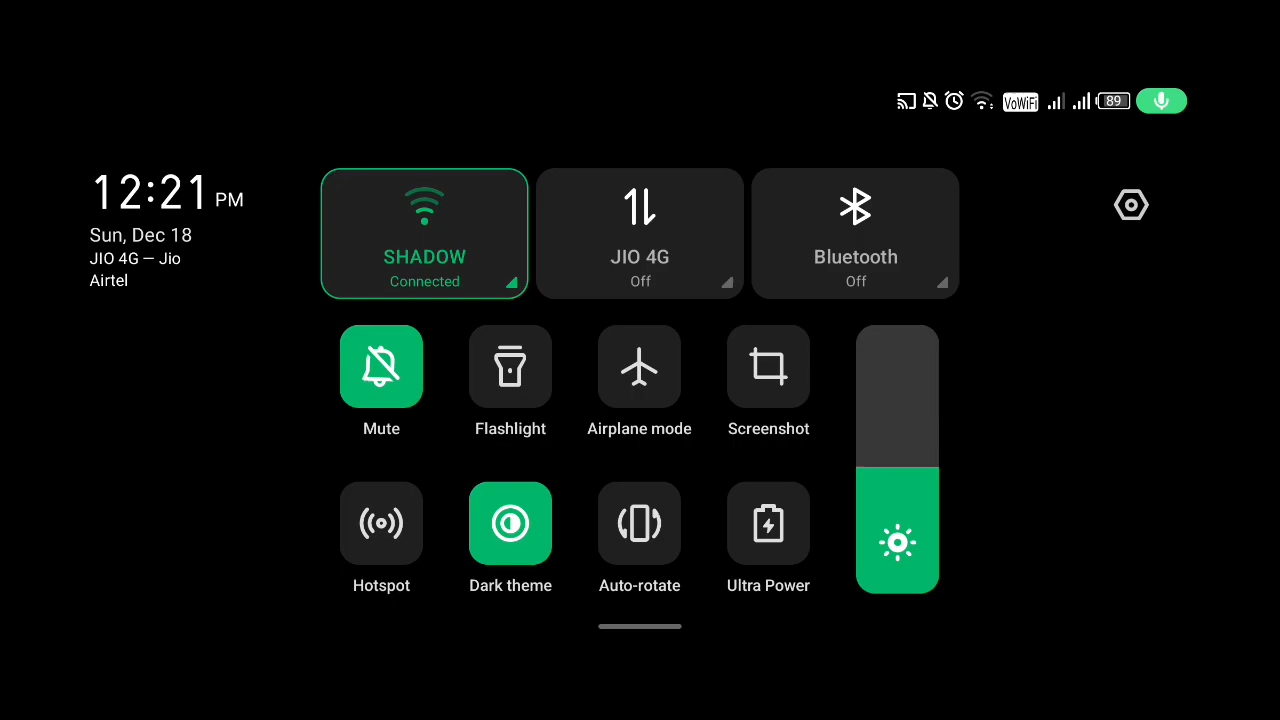 VoWiFi 89
12:21 PM
Sun, Dec 18
JIO 4G — Jio
Airtel
SHADOW
Connected
JIO 4G
Off
Bluetooth
Off
Mute
Flashlight
Airplane mode
Screenshot
Hotspot
Dark theme
Auto-rotate
Ultra Power